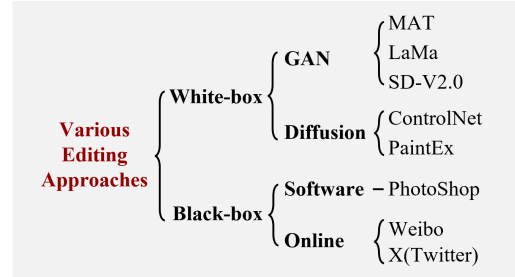 Various
Editing
Approaches
White-box
GAN
MAT
LaMa
SD-V2.0
Diffusion
ControlNet
PaintEx
Black-box
Software
PhotoShop
Online
Weibo
X(Twitter)